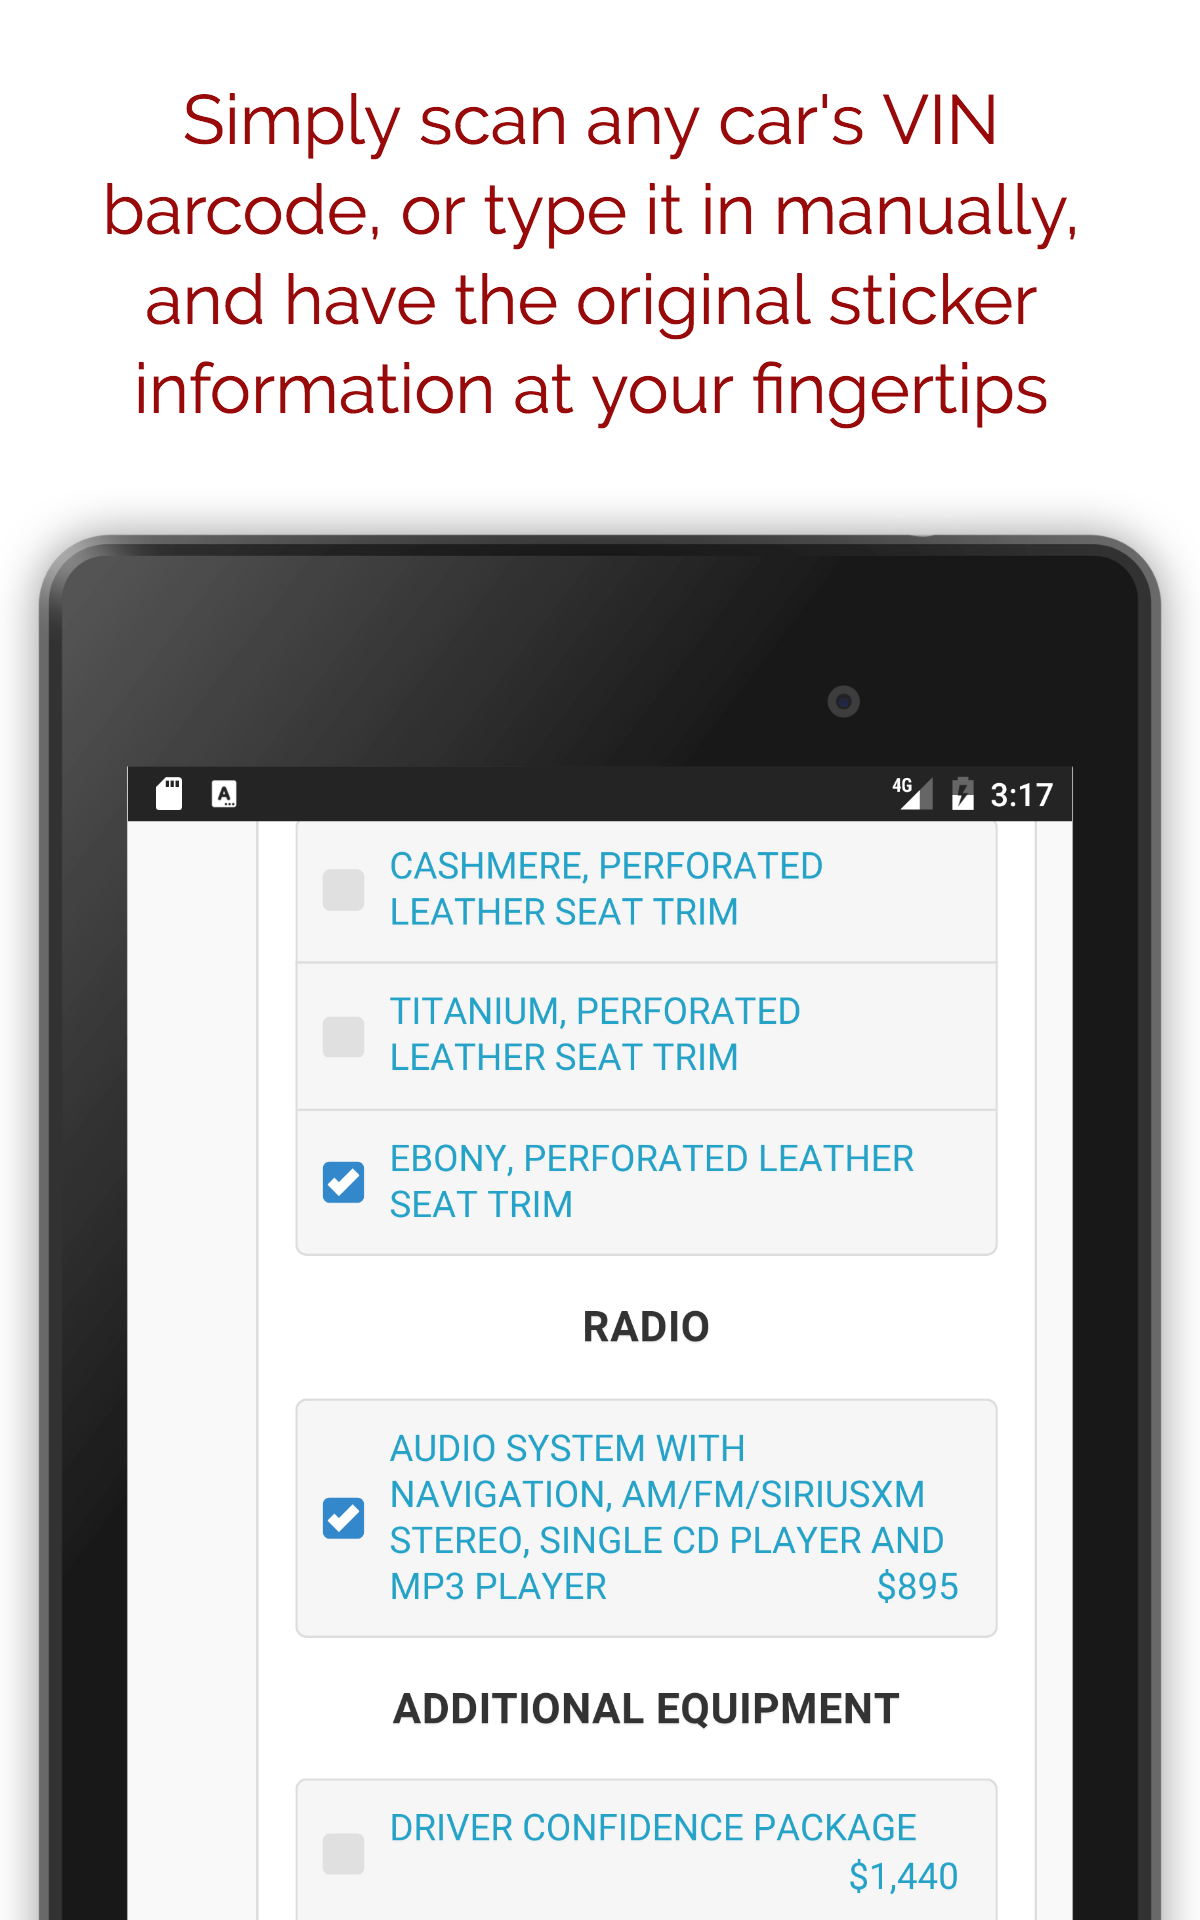 Simply scan any car's VIN
barcode, or type it in manually,
and have the original sticker
information at your fingertips
A
4G
3:17
CASHMERE, PERFORATED
LEATHER SEAT TRIM
TITANIUM, PERFORATED
LEATHER SEAT TRIM
EBONY, PERFORATED LEATHER
SEAT TRIM
RADIO
AUDIO SYSTEM WITH
NAVIGATION, AM/FM/SIRIUSXM
STEREO, SINGLE CD PLAYER AND
MP3 PLAYER $895
ADDITIONAL EQUIPMENT
DRIVER CONFIDENCE PACKAGE
$1,440